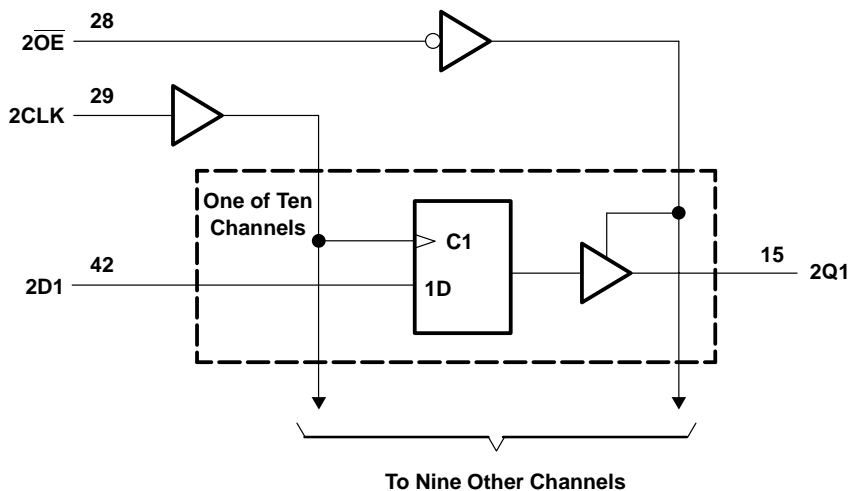 28
2OE
29
2CLK
One of Ten
Channels
C1
42
2D1
1D
15
2Q1
To Nine Other Channels